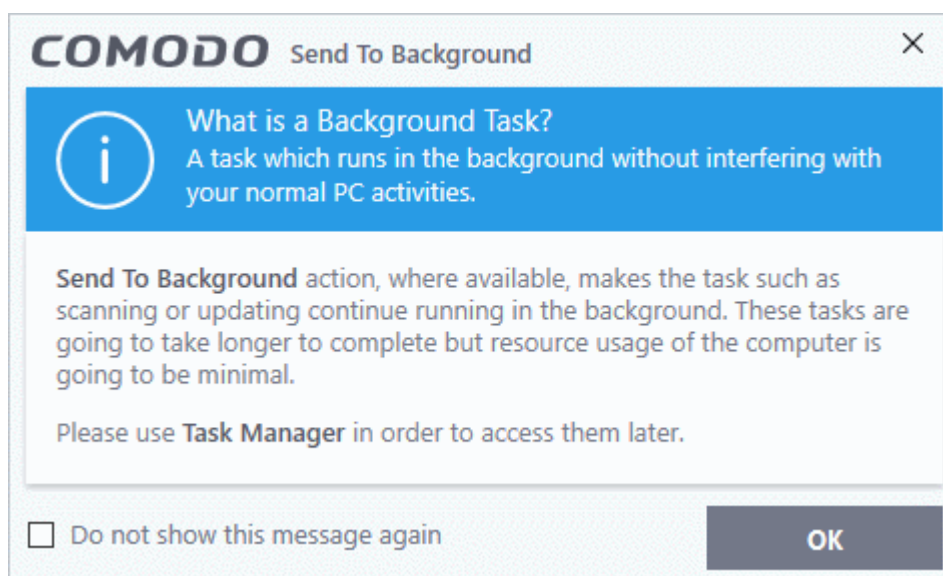 COMODO Send To Background
What is a Background Task?
A task which runs in the background without interfering with
your normal PC activities.
Send To Background action, where available, makes the task such as
scanning or updating continue running in the background. These tasks are
going to take longer to complete but resource usage of the computer is
going to be minimal.
Please use Task Manager in order to access them later.
Do not show this message again
OK